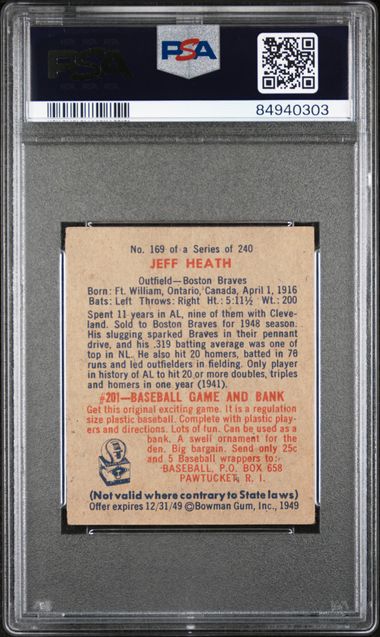 PSA
PSA
84940303
No. 169 of a Series of 240
JEFF HEATH
Outfield—Boston Braves
Born: Ft. William, Ontario, Canada, April 1, 1916
Bats: Left Throws: Right Ht.: 5:11½ Wt.: 200
Spent 11 years in AL, nine of them with Cleve-
land. Sold to Boston Braves for 1948 season.
His slugging sparked Braves in their pennant
drive, and his .319 batting average was one of
top in NL. He also hit 20 homers, batted in 76
runs and led outfielders in fielding. Only player
in history of AL to hit 20 or more doubles, triples
and homers in one year (1941).
#201—BASEBALL GAME AND BANK
Get this original exciting game. It is a regulation
size plastic baseball. Complete with plastic play-
ers and directions. Lots of fun. Can be used as a
bank. A swell ornament for the
den. Big bargain. Send only 25c
and 5 Baseball wrappers to:
BASEBALL, P.O. BOX 658
PAWTUCKET, R. I.
(Not valid where contrary to State laws)
Offer expires 12/31/49 ©Bowman Gum, Inc., 1949